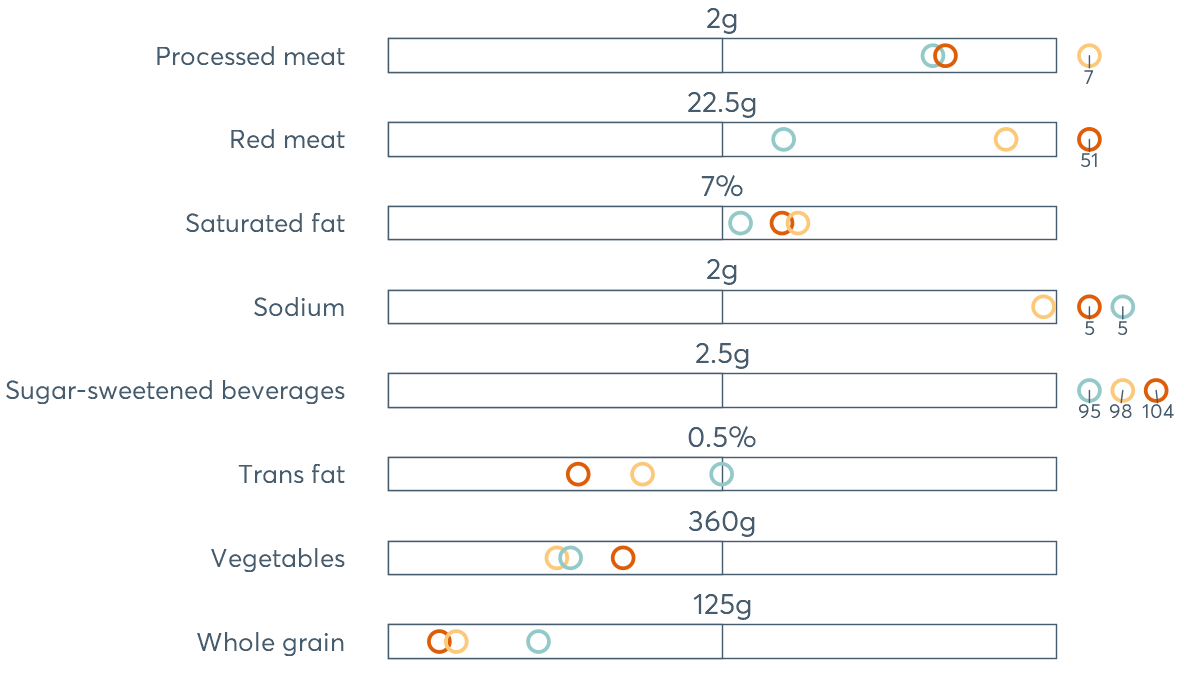 2g
Processed meat
7
22.5g
Red meat
51
7%
Saturated fat
2g
Sodium
5 5
2.5g
Sugar-sweetened beverages
95 98 104
0.5%
Trans fat
360g
Vegetables
125g
Whole grain